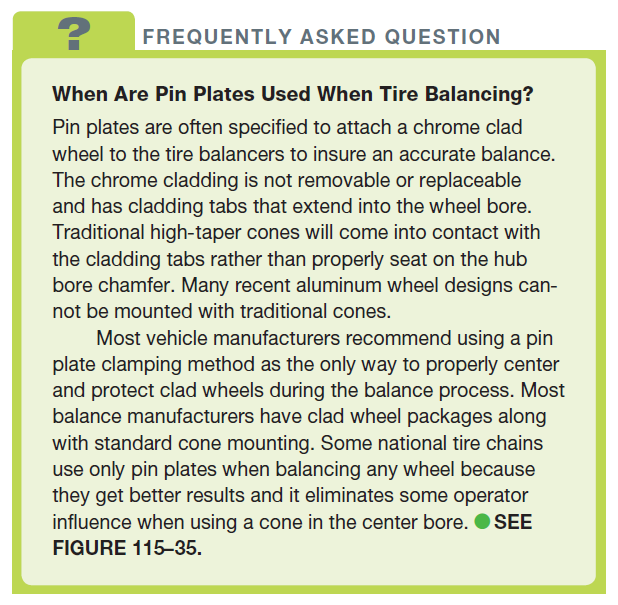 ?
FREQUENTLY ASKED QUESTION
When Are Pin Plates Used When Tire Balancing?
Pin plates are often specified to attach a chrome clad
wheel to the tire balancers to insure an accurate balance.
The chrome cladding is not removable or replaceable
and has cladding tabs that extend into the wheel bore.
Traditional high-taper cones will come into contact with
the cladding tabs rather than properly seat on the hub
bore chamfer. Many recent aluminum wheel designs can-
not be mounted with traditional cones.
Most vehicle manufacturers recommend using a pin
plate clamping method as the only way to properly center
and protect clad wheels during the balance process. Most
balance manufacturers have clad wheel packages along
with standard cone mounting. Some national tire chains
use only pin plates when balancing any wheel because
they get better results and it eliminates some operator
influence when using a cone in the center bore. ● SEE
FIGURE 115–35.